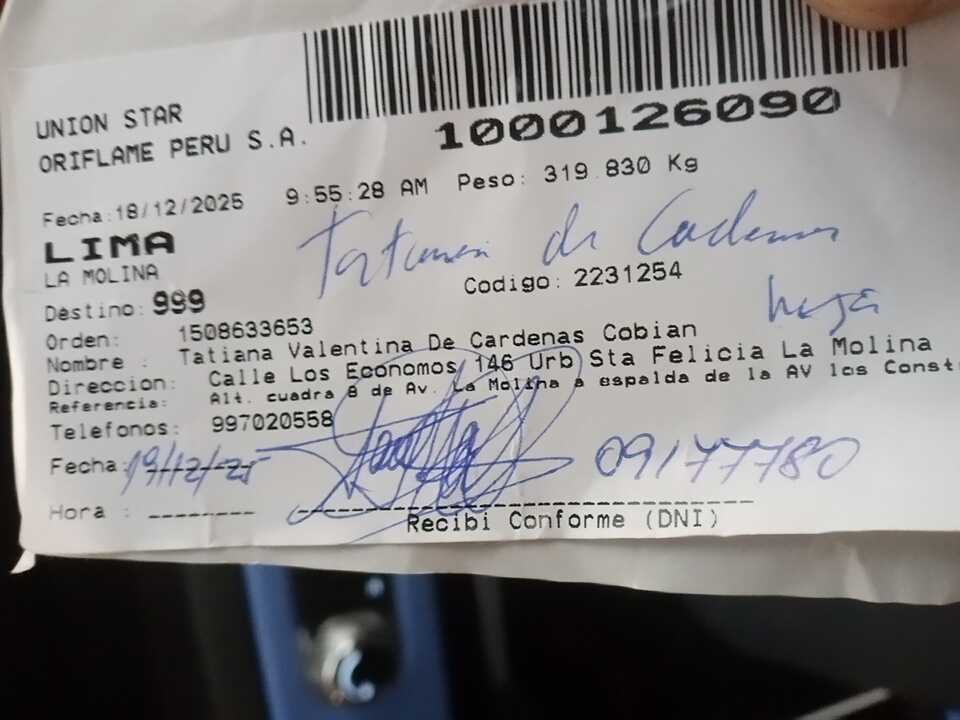 UNION STAR
ORIFLAME PERU S.A.
1000126090
Fecha:18/12/2025 9:55:28 AM Peso: 319.830 Kg
LIMA
LA MOLINA
de Cadenas
Destino: 999 Codigo: 2231254
Orden: 1508633653
Nombre : Tatiana Valentina De Cardenas Cobian
Direccion: Calle Los Economos 146 Urb Sta Felicia La Molina
Referencia: Alt. cuadra 8 de Av. La Molina a espalda de la AV los Const
Telefonos: 997020558
Fecha: 19/12/25 09177780
Hora :
Recibi Conforme (DNI)